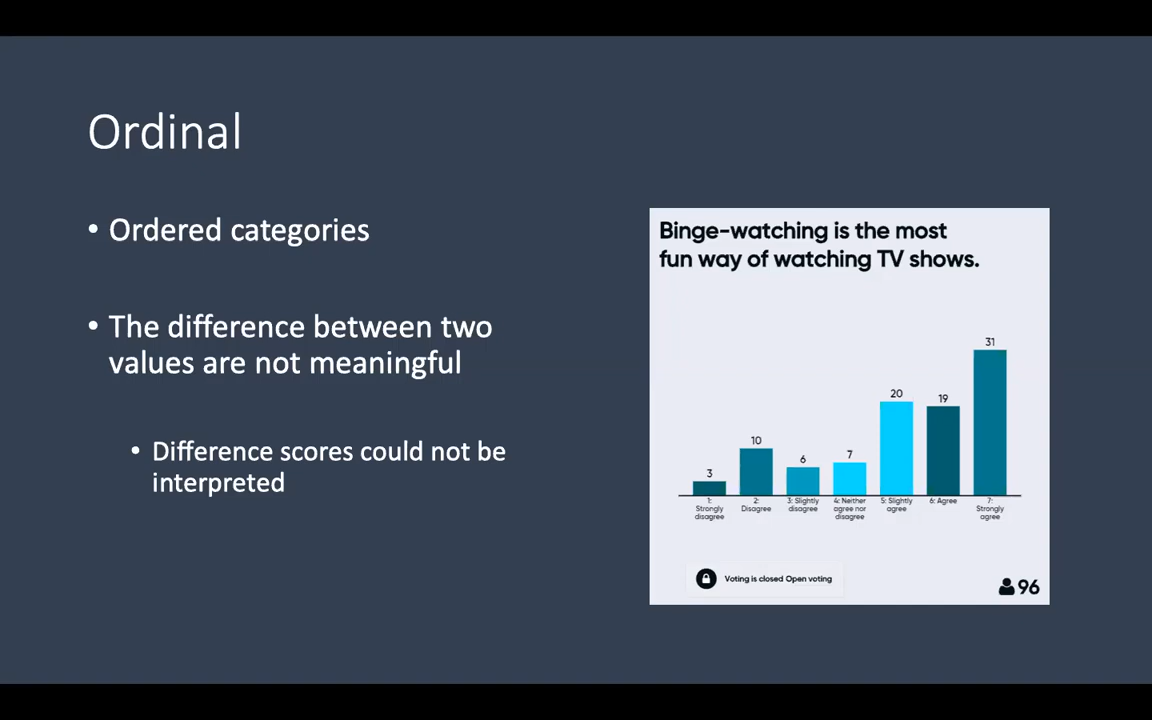 Ordinal
• Ordered categories
• The difference between two
values are not meaningful
• Difference scores could not be
interpreted
Binge-watching is the most
fun way of watching TV shows.
3
10
6
7
20
19
31
1:
Strongly
disagree
2:
Disagree
3: Slightly
disagree
4: Neither
agree nor
disagree
5: Slightly
agree
6: Agree
7:
Strongly
agree
Voting is closed Open voting
96